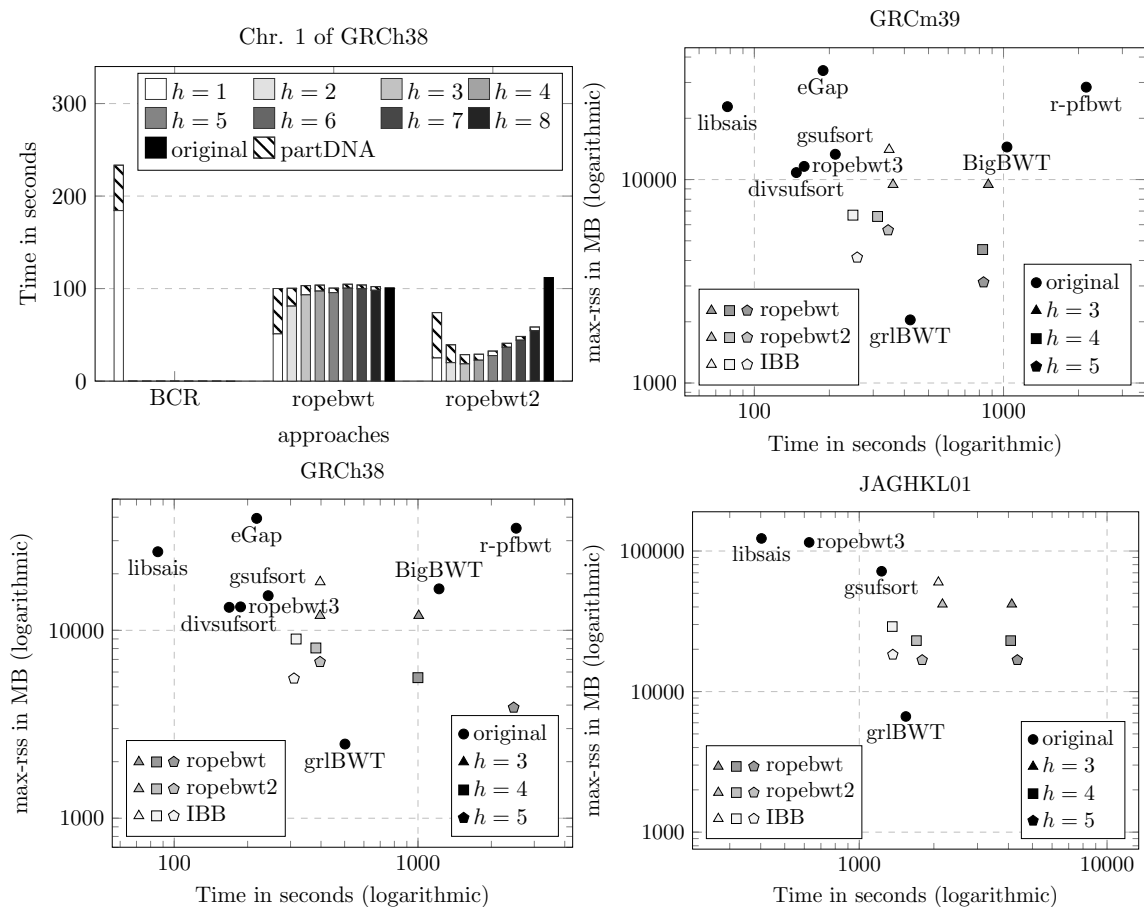 Chr. 1 of GRCh38
Time in seconds
300
200
100
0
h = 1
h = 2
h = 3
h = 4
h = 5
h = 6
h = 7
h = 8
original
partDNA
BCR
ropebwt
ropebwt2
approaches
GRCm39
max-rss in MB (logarithmic)
10000
1000
eGap
libsais
r-pfbwt
gsufsort
ropebwt3
BigBWT
divsufsort
grlBWT
ropebwt
ropebwt2
IBB
original
h = 3
h = 4
h = 5
100
1000
Time in seconds (logarithmic)
GRCh38
max-rss in MB (logarithmic)
10000
1000
eGap
libsais
r-pfbwt
gsufsort
BigBWT
ropebwt3
divsufsort
grlBWT
ropebwt
ropebwt2
IBB
original
h = 3
h = 4
h = 5
100
1000
Time in seconds (logarithmic)
JAGHKL01
max-rss in MB (logarithmic)
100000
10000
1000
libsais
ropebwt3
gsufsort
grlBWT
ropebwt
ropebwt2
IBB
original
h = 3
h = 4
h = 5
1000
10000
Time in seconds (logarithmic)